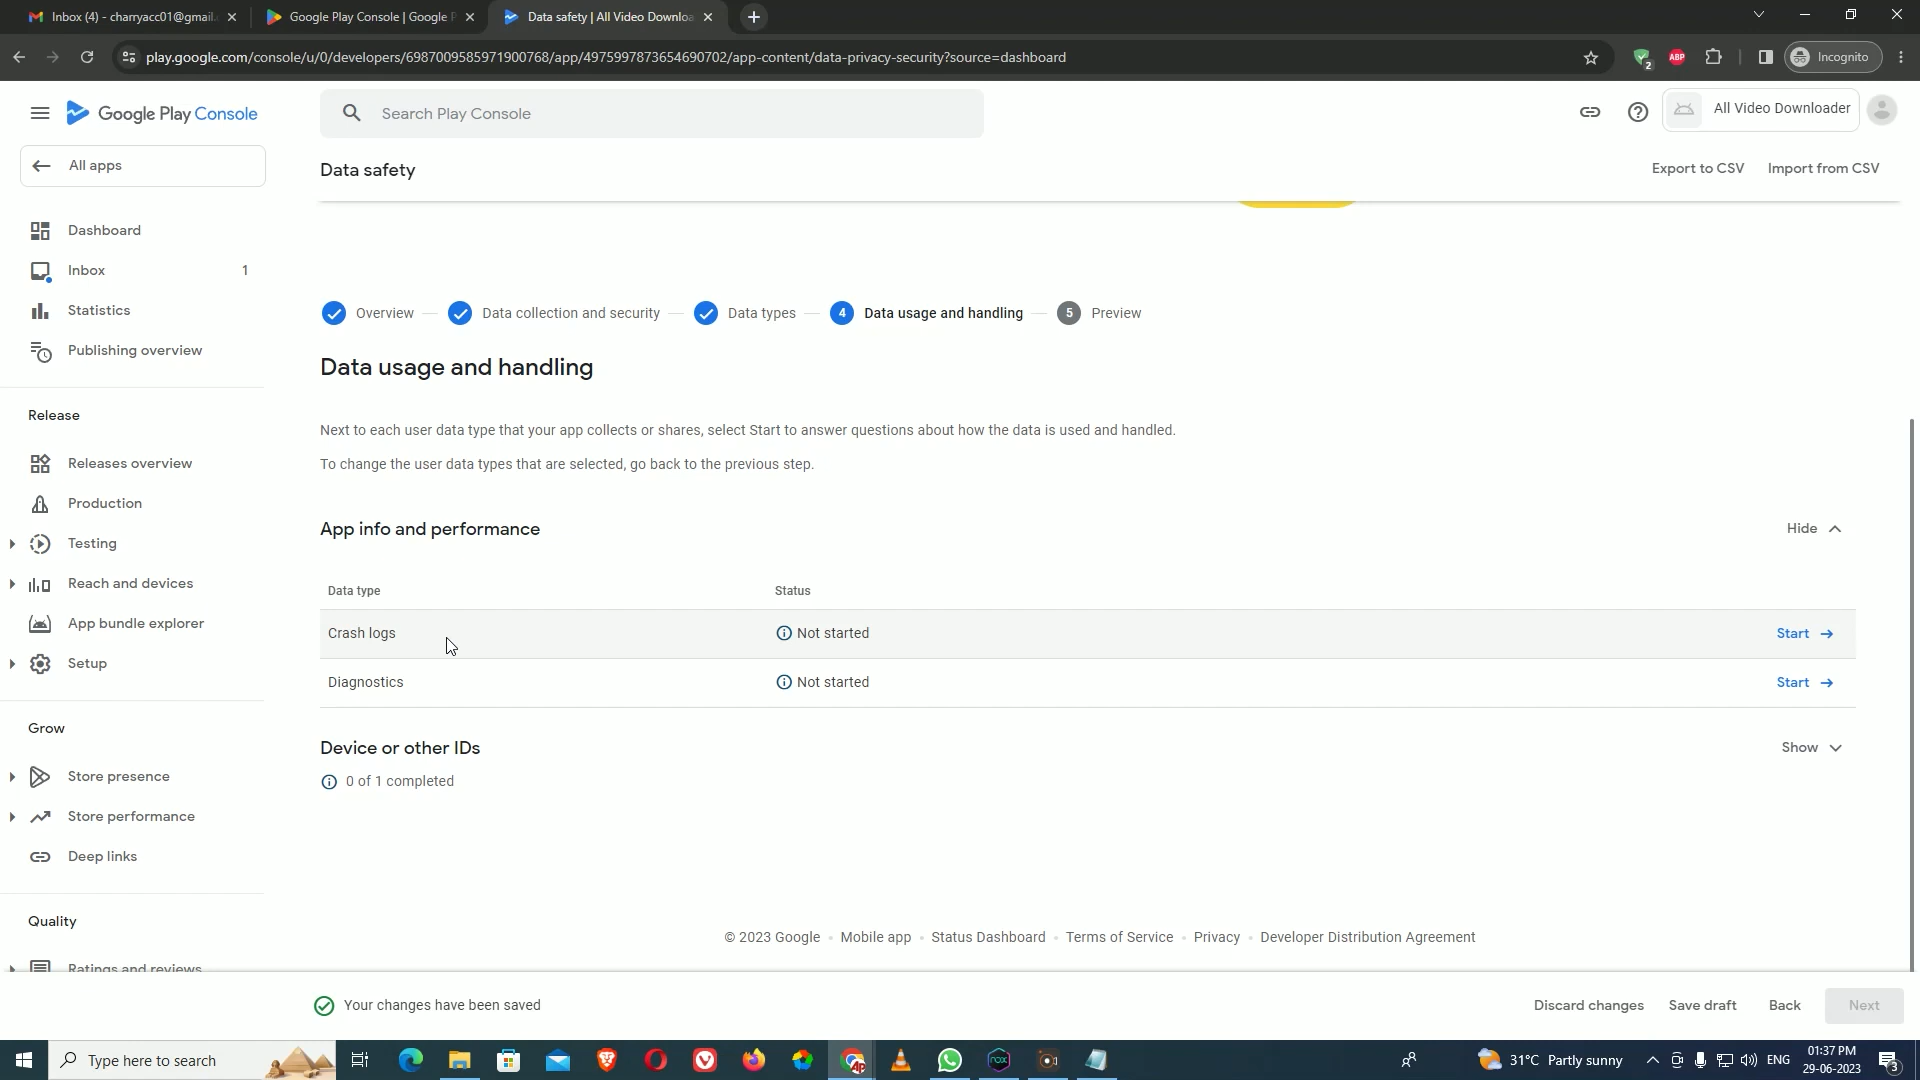 Inbox (4) - charryacc01@gmail.c
Google Play Console | Google P
Data safety | All Video Downloa
play.google.com/console/u/0/developers/6987009585971900768/app/4975997873654690702/app-content/data-privacy-security?source=dashboard
2
ABP
Incognito
Google Play Console
Search Play Console
All Video Downloader
All apps
Data safety
Export to CSV
Import from CSV
Dashboard
Inbox 1
Statistics
Publishing overview
Overview
Data collection and security
Data types
4 Data usage and handling
5 Preview
Data usage and handling
Release
Next to each user data type that your app collects or shares, select Start to answer questions about how the data is used and handled.
Releases overview
To change the user data types that are selected, go back to the previous step.
Production
App info and performance
Hide
Testing
Reach and devices
Data type Status
App bundle explorer
Crash logs Not started Start
Setup
Diagnostics Not started Start
Grow
Device or other IDs
Show
Store presence
0 of 1 completed
Store performance
Deep links
Quality
© 2023 Google
Mobile app
Status Dashboard
Terms of Service
Privacy
Developer Distribution Agreement
Ratings and reviews
Your changes have been saved
Discard changes
Save draft
Back
Next
Type here to search
31°C Partly sunny
ENG
01:37 PM
29-06-2023
3